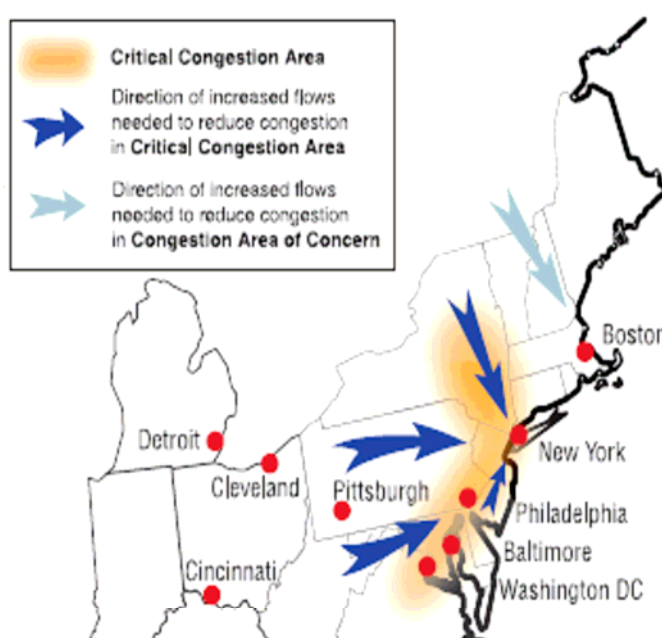 Critical Congestion Area
Direction of increased flows
needed to reduce congestion
in Critical Congestion Area
Direction of increased flows
needed to reduce congestion
in Congestion Area of Concern
Boston
Detroit
New York
Cleveland
Pittsburgh
Philadelphia
Baltimore
Cincinnati
Washington DC